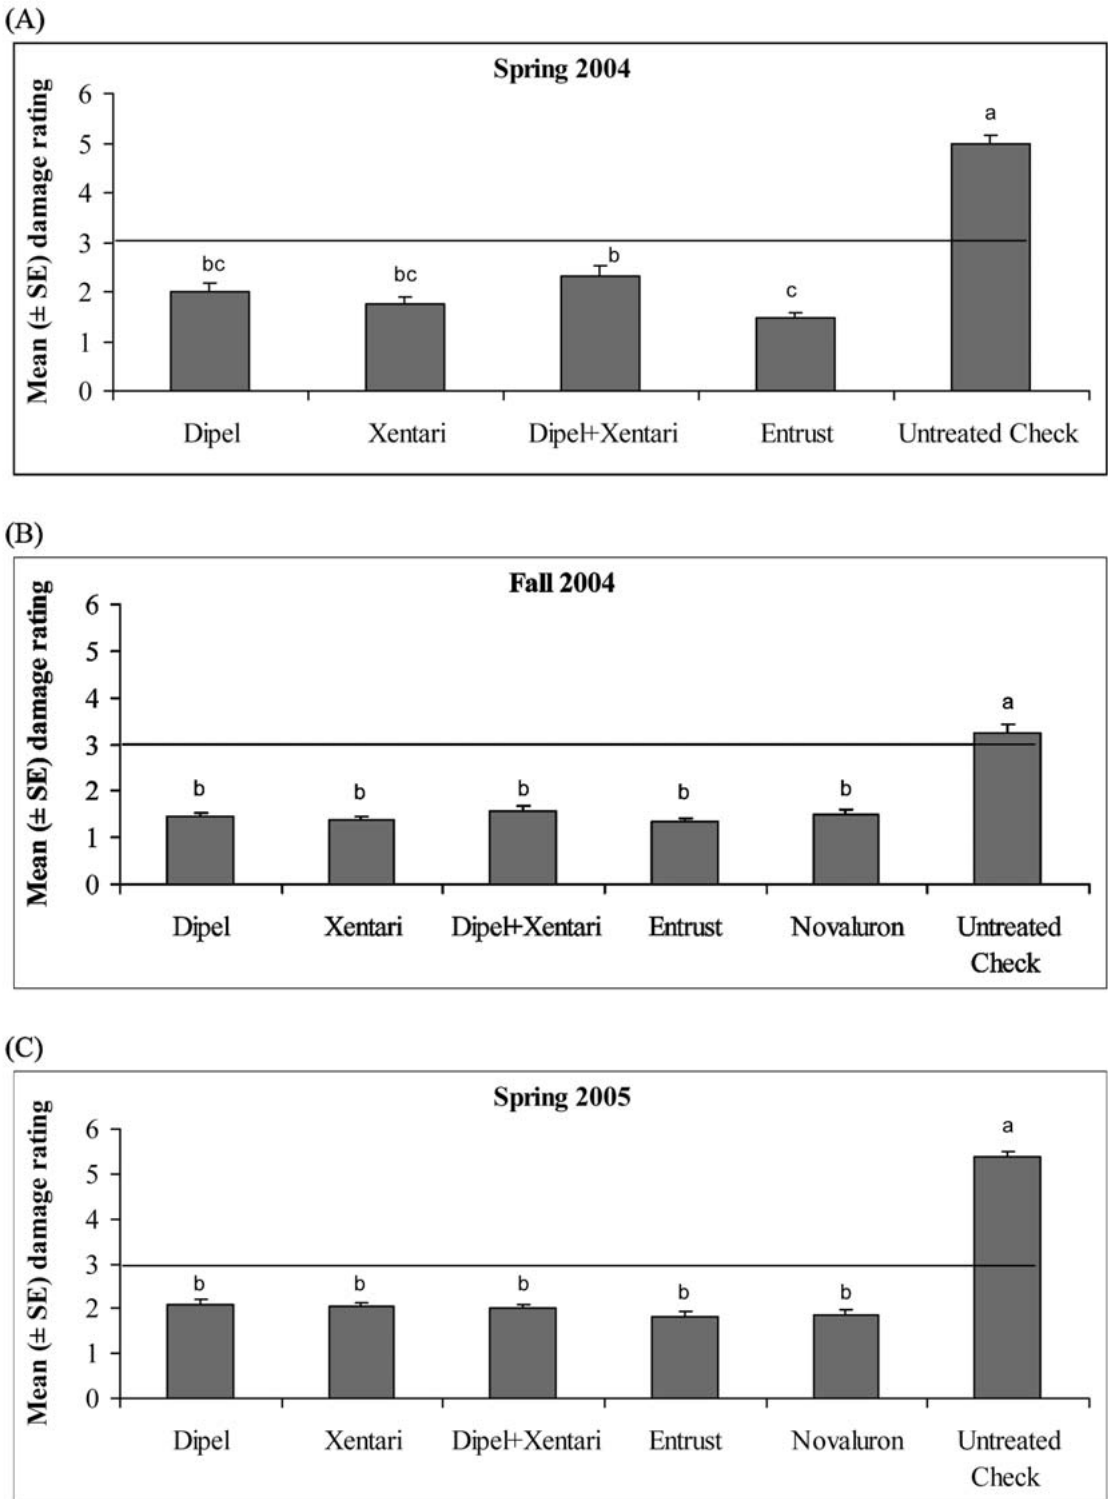 (A)
Spring 2004
Mean (± SE) damage rating
6
5
4
3
2
1
0
bc
bc
b
c
a
Dipel
Xentari
Dipel+Xentari
Entrust
Untreated Check
(B)
Fall 2004
Mean (± SE) damage rating
6
5
4
3
2
1
0
b
b
b
b
b
a
Dipel
Xentari
Dipel+Xentari
Entrust
Novaluron
Untreated
Check
(C)
Spring 2005
Mean (± SE) damage rating
6
5
4
3
2
1
0
b
b
b
b
b
a
Dipel
Xentari
Dipel+Xentari
Entrust
Novaluron
Untreated
Check